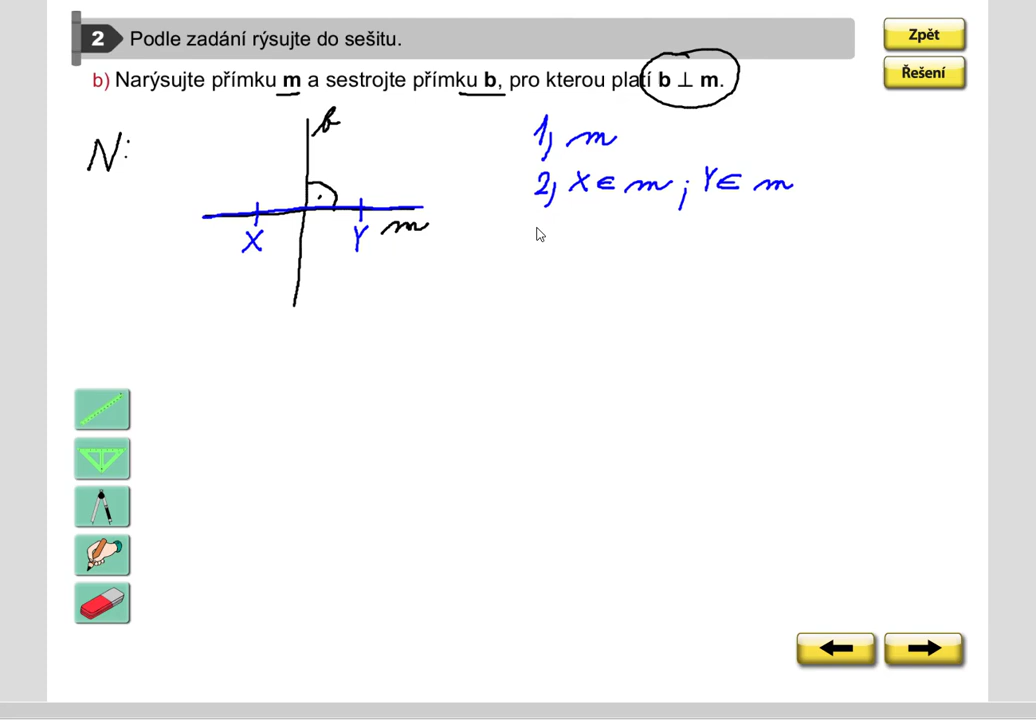 2 Podle zadání rýsujte do sešitu.
Zpět
Řešení
b) Narýsujte přímku m a sestrojte přímku b, pro kterou platí b ⊥ m.
N:
b
X
Y
m
1, m
2, X ∈ m ; Y ∈ m